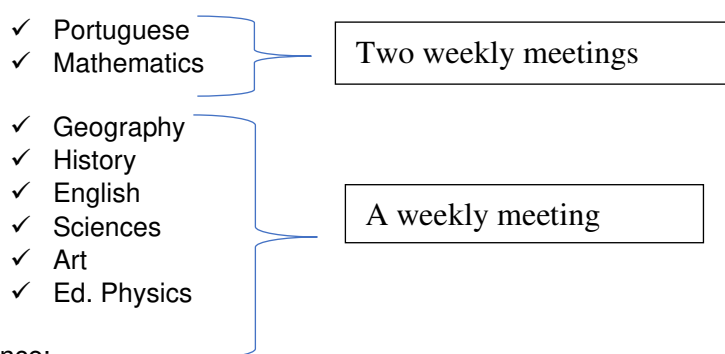 ✓ Portuguese
✓ Mathematics
Two weekly meetings
✓ Geography
✓ History
✓ English
✓ Sciences
✓ Art
✓ Ed. Physics
A weekly meeting